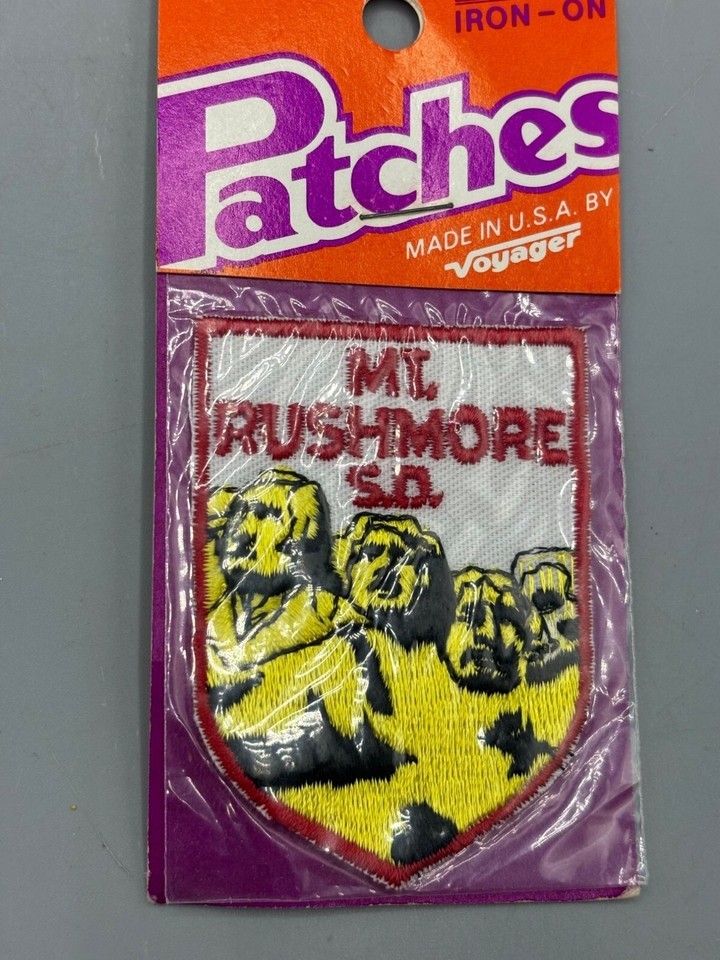 IRON-ON
Patches
MADE IN U.S.A. BY
Voyager
MT.
RUSHMORE
S.D.